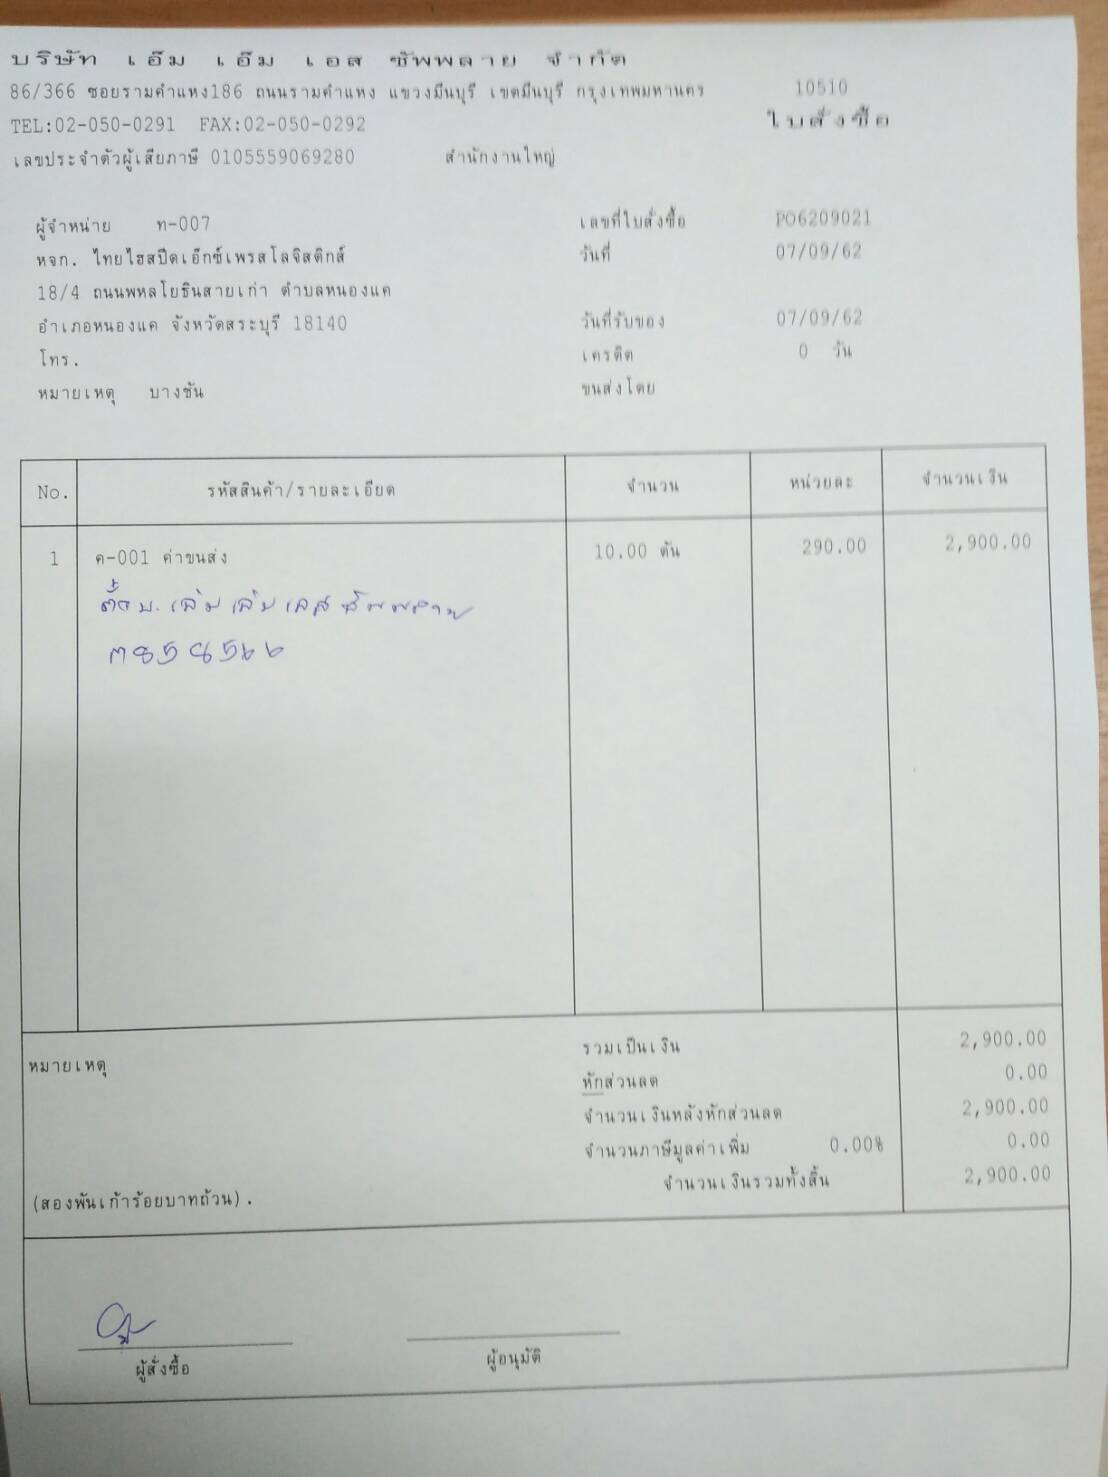 บริษัท เอ็ม เอ็ม เอส ซัพพลาย จำกัด
86/366 ซอยรามคำแหง186 ถนนรามคำแหง แขวงมีนบุรี เขตมีนบุรี กรุงเทพมหานคร 10510
TEL:02-050-0291 FAX:02-050-0292 ใบสั่งซื้อ
เลขประจำตัวผู้เสียภาษี 0105559069280 สำนักงานใหญ่
ผู้จำหน่าย ท-007 เลขที่ใบสั่งซื้อ PO6209021
หจก. ไทยไฮสปีดเอ็กซ์เพรสโลจิสติกส์ วันที่ 07/09/62
18/4 ถนนพหลโยธินสายเก่า ตำบลหนองแค
อำเภอหนองแค จังหวัดสระบุรี 18140 วันที่รับของ 07/09/62
โทร. เครดิต 0 วัน
หมายเหตุ บางชัน ขนส่งโดย
No. รหัสสินค้า/รายละเอียด จำนวน หน่วยละ จำนวนเงิน
1 ค-001 ค่าขนส่ง 10.00 ตัน 290.00 2,900.00
บ. เอ็ม เอ็ม เอส ซัพพลาย
รวมเป็นเงิน 2,900.00
หมายเหตุ หักส่วนลด 0.00
จำนวนเงินหลังหักส่วนลด 2,900.00
จำนวนภาษีมูลค่าเพิ่ม 0.00% 0.00
(สองพันเก้าร้อยบาทถ้วน). จำนวนเงินรวมทั้งสิ้น 2,900.00
ผู้สั่งซื้อ ผู้อนุมัติ